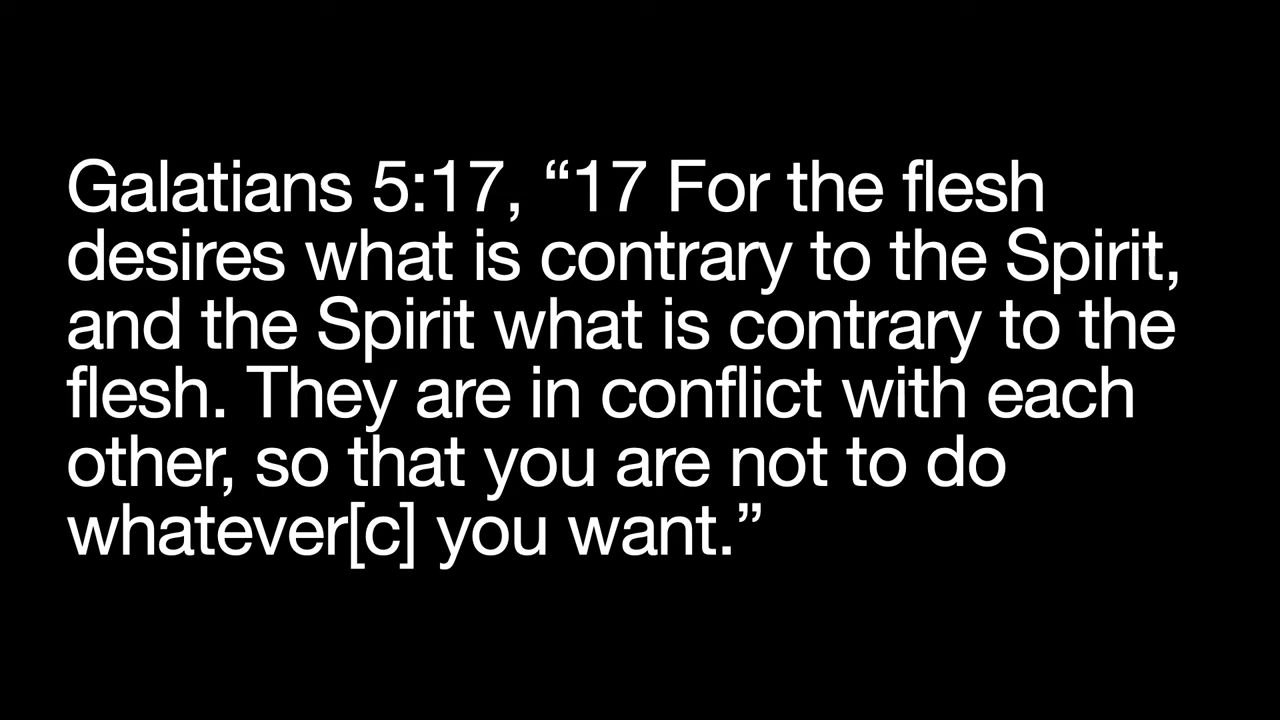 Galatians 5:17, “17 For the flesh
desires what is contrary to the Spirit,
and the Spirit what is contrary to the
flesh. They are in conflict with each
other, so that you are not to do
whatever[c] you want.”